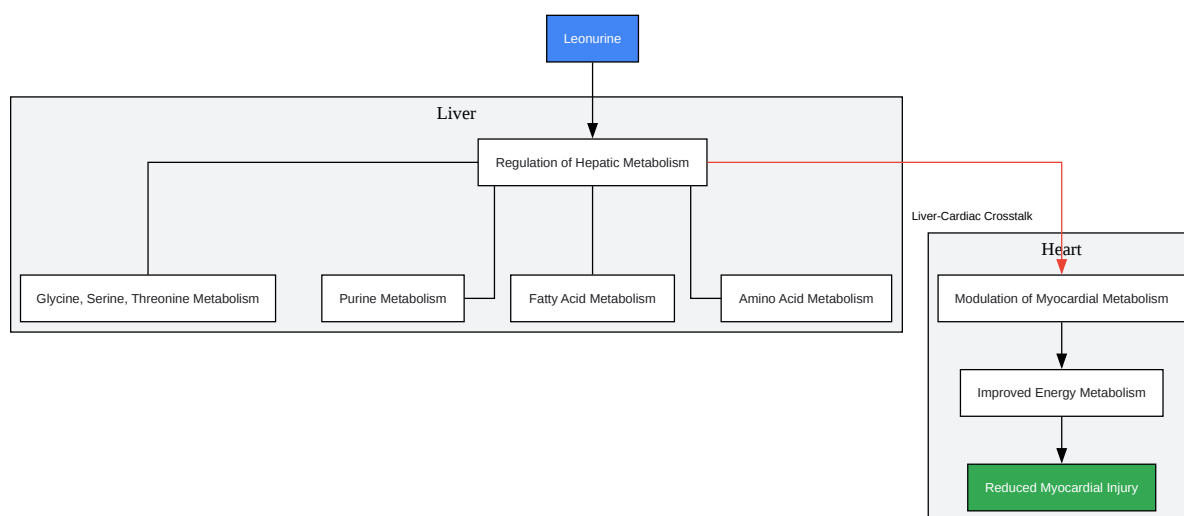 Leonurine
Liver
Regulation of Hepatic Metabolism
Liver-Cardiac Crosstalk
Heart
Glycine, Serine, Threonine Metabolism
Purine Metabolism
Fatty Acid Metabolism
Amino Acid Metabolism
Modulation of Myocardial Metabolism
Improved Energy Metabolism
Reduced Myocardial Injury